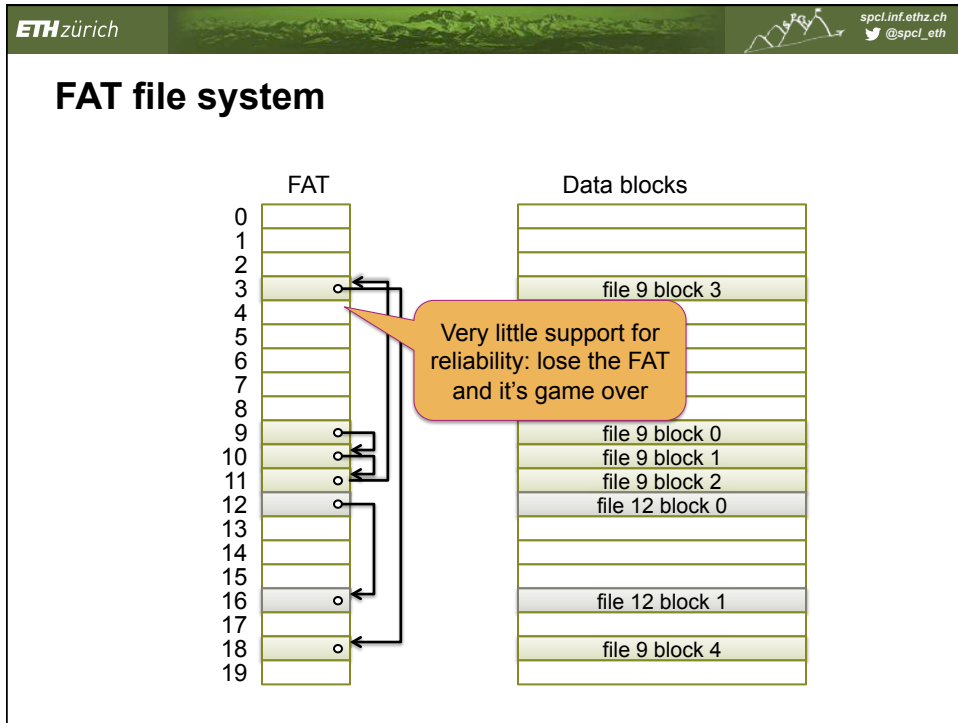 ETH zürich
spcl.inf.ethz.ch
@spcl_eth
SPCL
FAT file system
FAT
Data blocks
0
1
2
3
file 9 block 3
4
Very little support for
5
reliability: lose the FAT
6
and it's game over
7
8
9
file 9 block 0
10
file 9 block 1
11
file 9 block 2
12
file 12 block 0
13
14
15
16
file 12 block 1
17
18
file 9 block 4
19